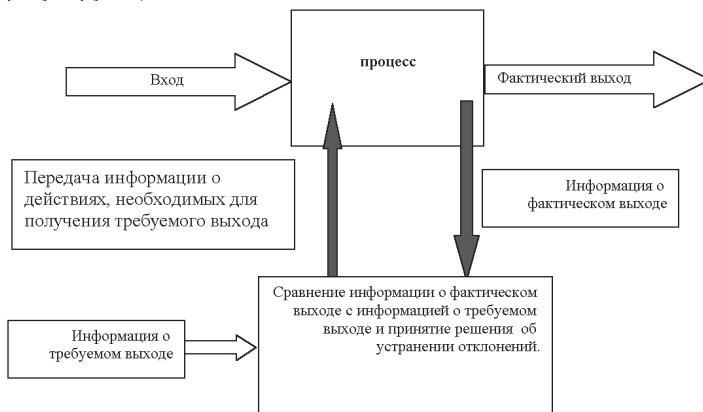 процесс
Вход
Фактический выход
Передача информации о
действиях, необходимых для
получения требуемого выхода
Информация о
фактическом выходе
Сравнение информации о фактическом
выходе с информацией о требуемом
выходе и принятие решения об
устранении отклонений.
Информация о
требуемом выходе